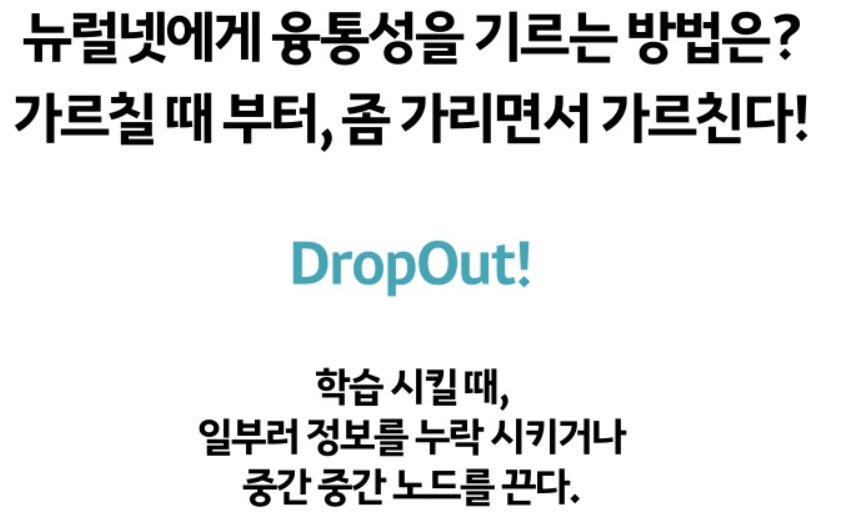 뉴럴넷에게 융통성을 기르는 방법은?
가르칠 때 부터, 좀 가리면서 가르친다!
DropOut!
학습 시킬 때,
일부러 정보를 누락 시키거나
중간 중간 노드를 끈다.